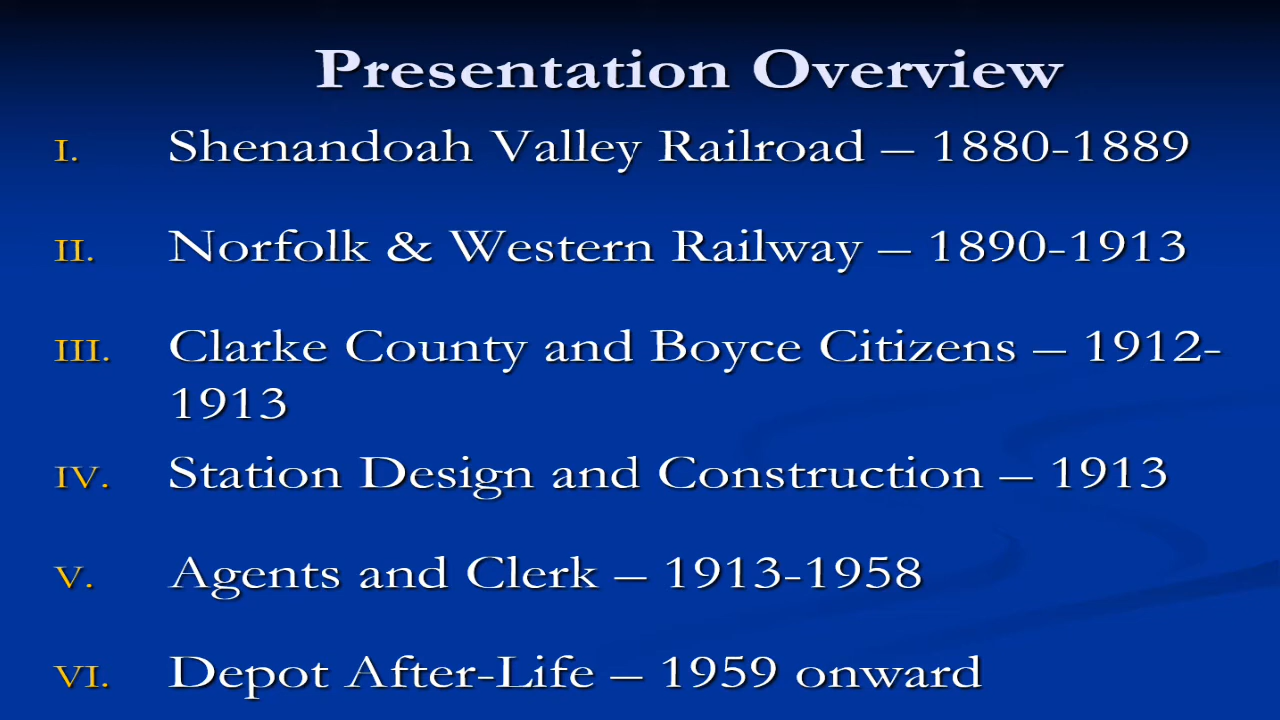 Presentation Overview
I. Shenandoah Valley Railroad – 1880-1889
II. Norfolk & Western Railway – 1890-1913
III. Clarke County and Boyce Citizens – 1912-
1913
IV. Station Design and Construction – 1913
V. Agents and Clerk – 1913-1958
VI. Depot After-Life – 1959 onward